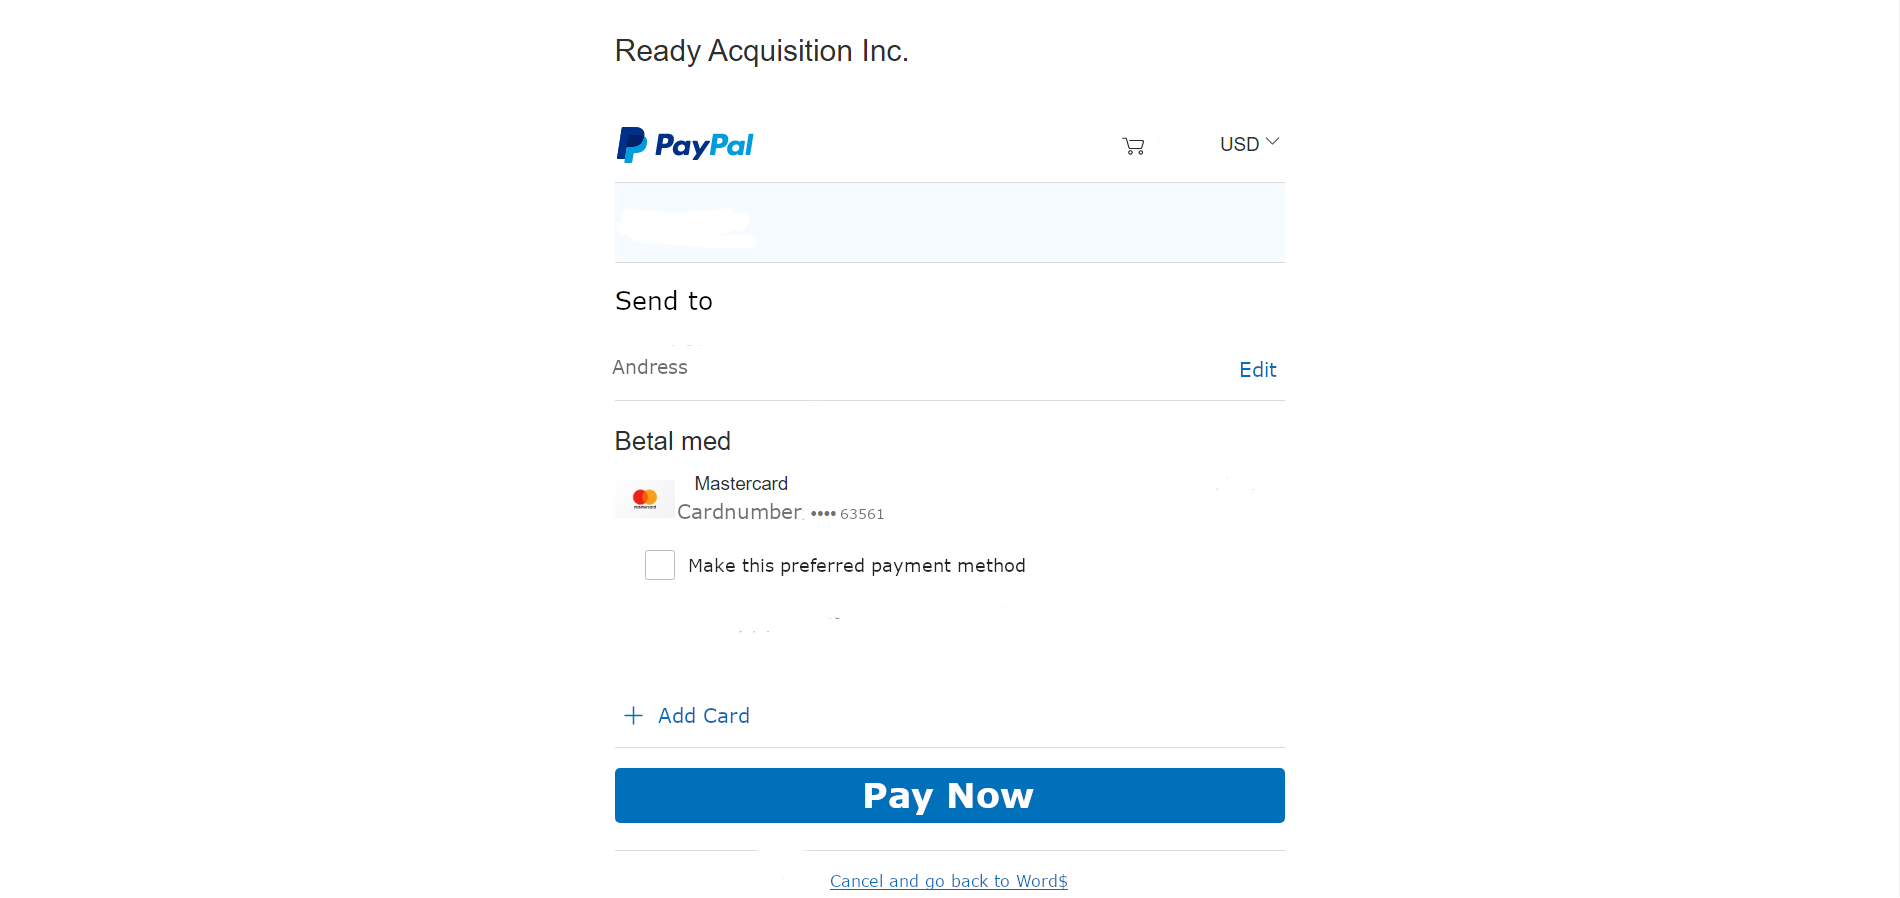 Ready Acquisition Inc.
PayPal
USD
Send to
Andress
Edit
Betal med
Mastercard
mastercard
Cardnumber •••• 63561
Make this preferred payment method
+ Add Card
Pay Now
Cancel and go back to Word$